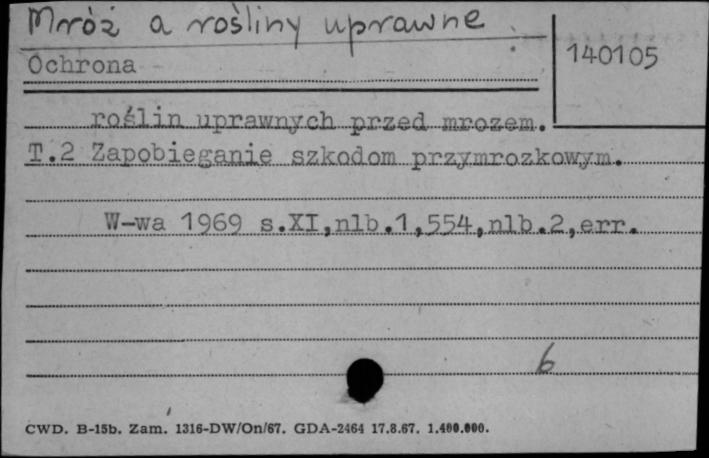 Mróz a rośliny uprawne.
140105
Ochrona
roślin uprawnych przed mrozem.
T.2 Zapobieganie szkodom przymrozkowym.
W-wa 1969 s.XI,nlb.1,554,nlb.2,err.
6
CWD. B-15b. Zam. 1316-DW/On/67. GDA-2464 17.8.67. 1.400.000.